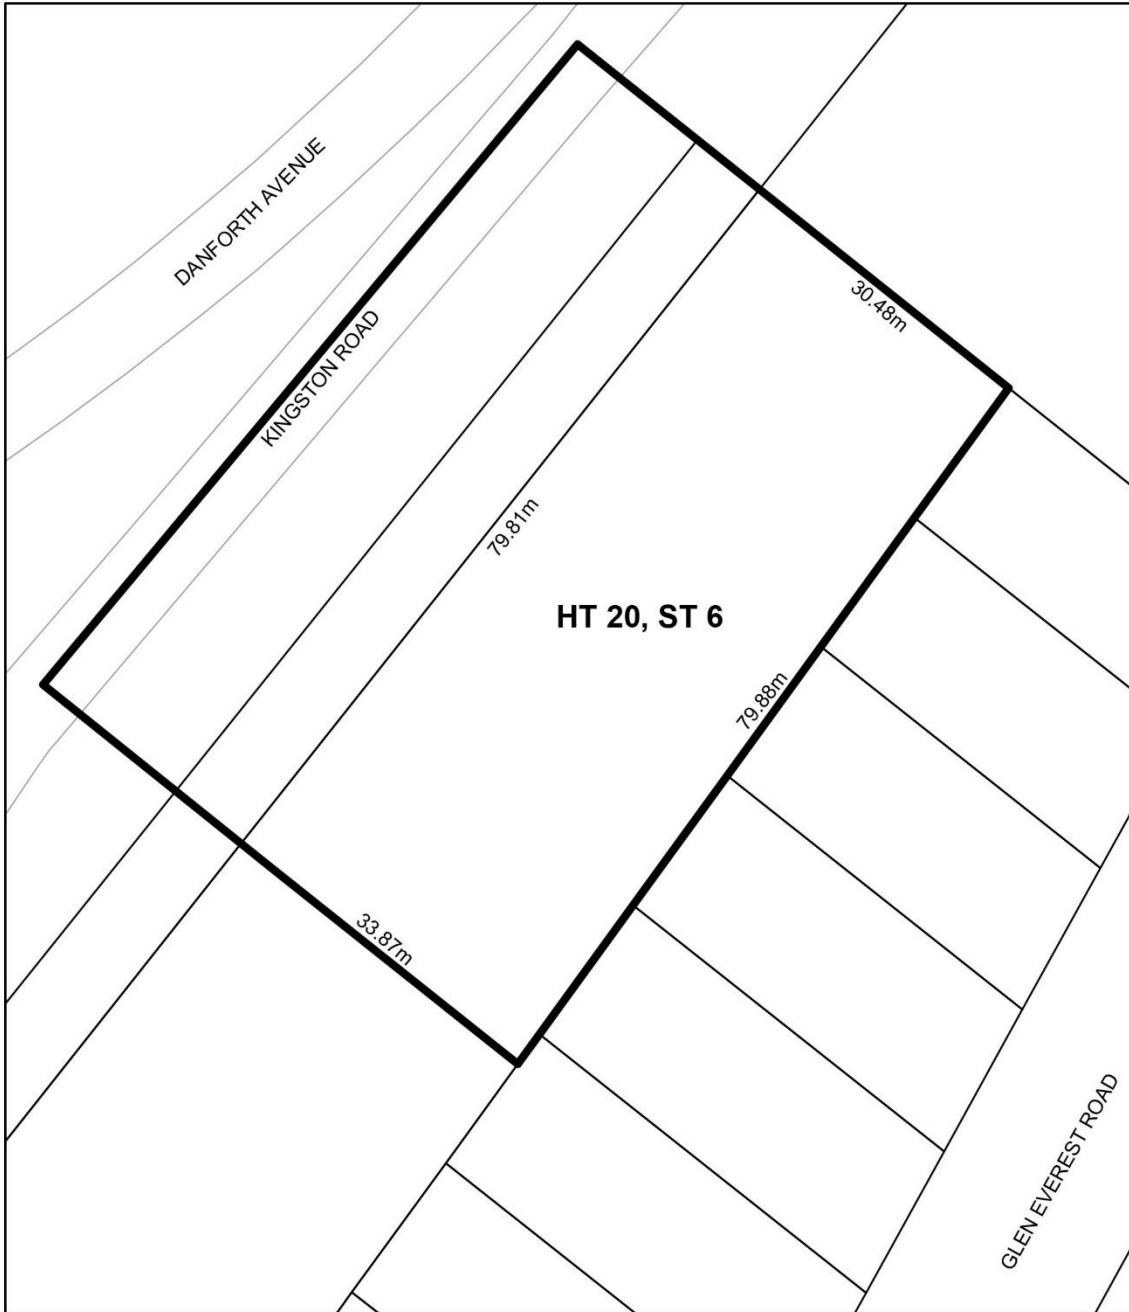 DANFORTH AVENUE
KINGSTON ROAD
30.48m
79.81m
HT 20, ST 6
79.88m
33.87m
GLEN EVEREST ROAD